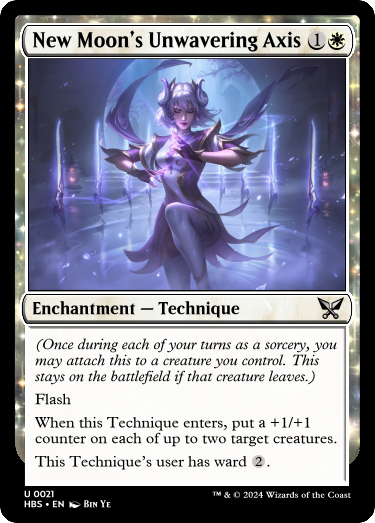 New Moon's Unwavering Axis 1
Enchantment — Technique
(Once during each of your turns as a sorcery, you
may attach this to a creature you control. This
stays on the battlefield if that creature leaves.)
Flash
When this Technique enters, put a +1/+1
counter on each of up to two target creatures.
This Technique's user has ward 2.
U 0021
HBS • EN Bin Ye
™ & © 2024 Wizards of the Coast